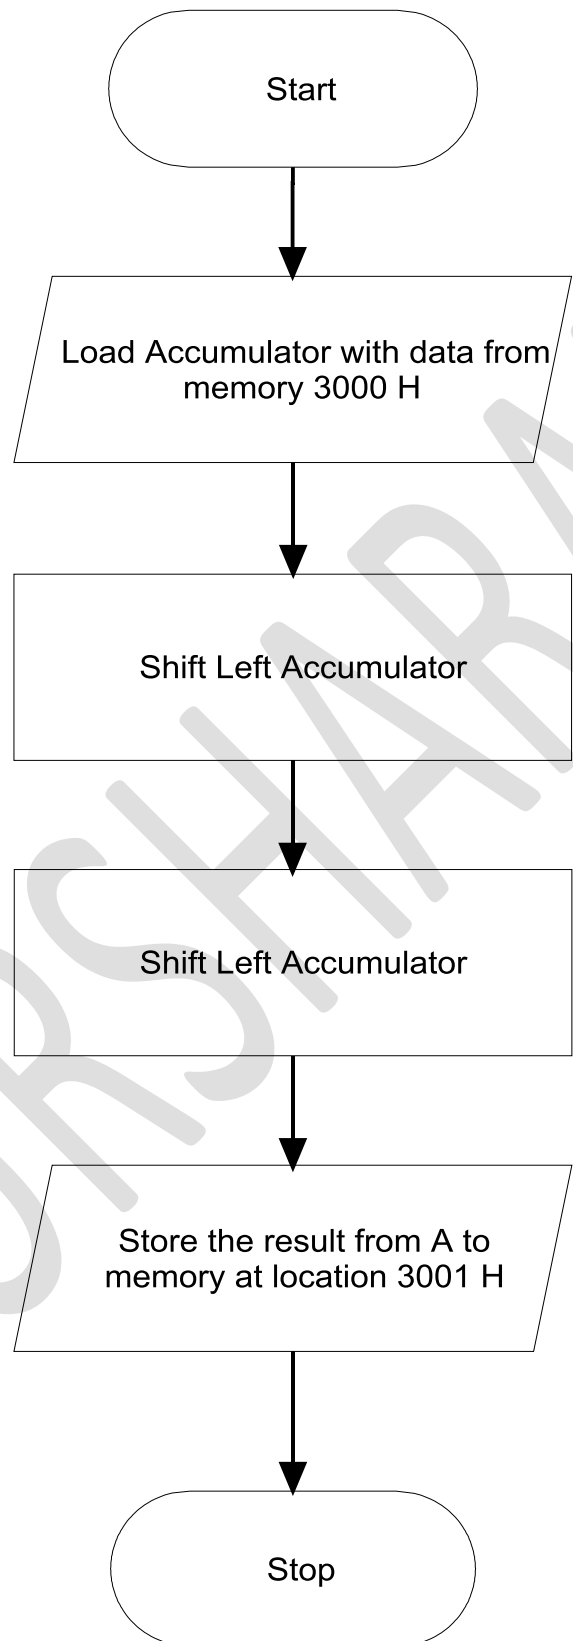 Start
Load Accumulator with data from
memory 3000 H
Shift Left Accumulator
Shift Left Accumulator
Store the result from A to
memory at location 3001 H
Stop